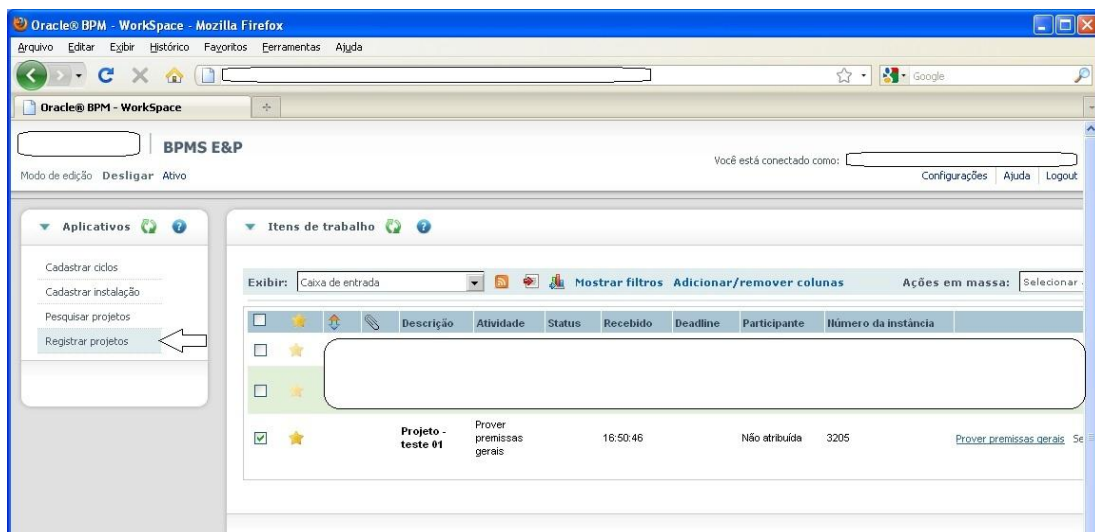 Oracle® BPM - WorkSpace - Mozilla Firefox
Arquivo Editar Exibir Histórico Favoritos Ferramentas Ajuda
Google
Oracle® BPM - WorkSpace
BPMS E&P
Você está conectado como:
Modo de edição Desligar Ativo
Configurações Ajuda Logout
Aplicativos
Itens de trabalho
Cadastrar ciclos
Cadastrar instalação
Pesquisar projetos
Registrar projetos
Exibir: Caixa de entrada Mostrar filtros Adicionar/remover colunas Ações em massa: Selecionar
Descrição Atividade Status Recebido Deadline Participante Número da instância
Projeto - teste 01 Prover premissas gerais 16:50:46 Não atribuída 3205 Prover premissas gerais Se